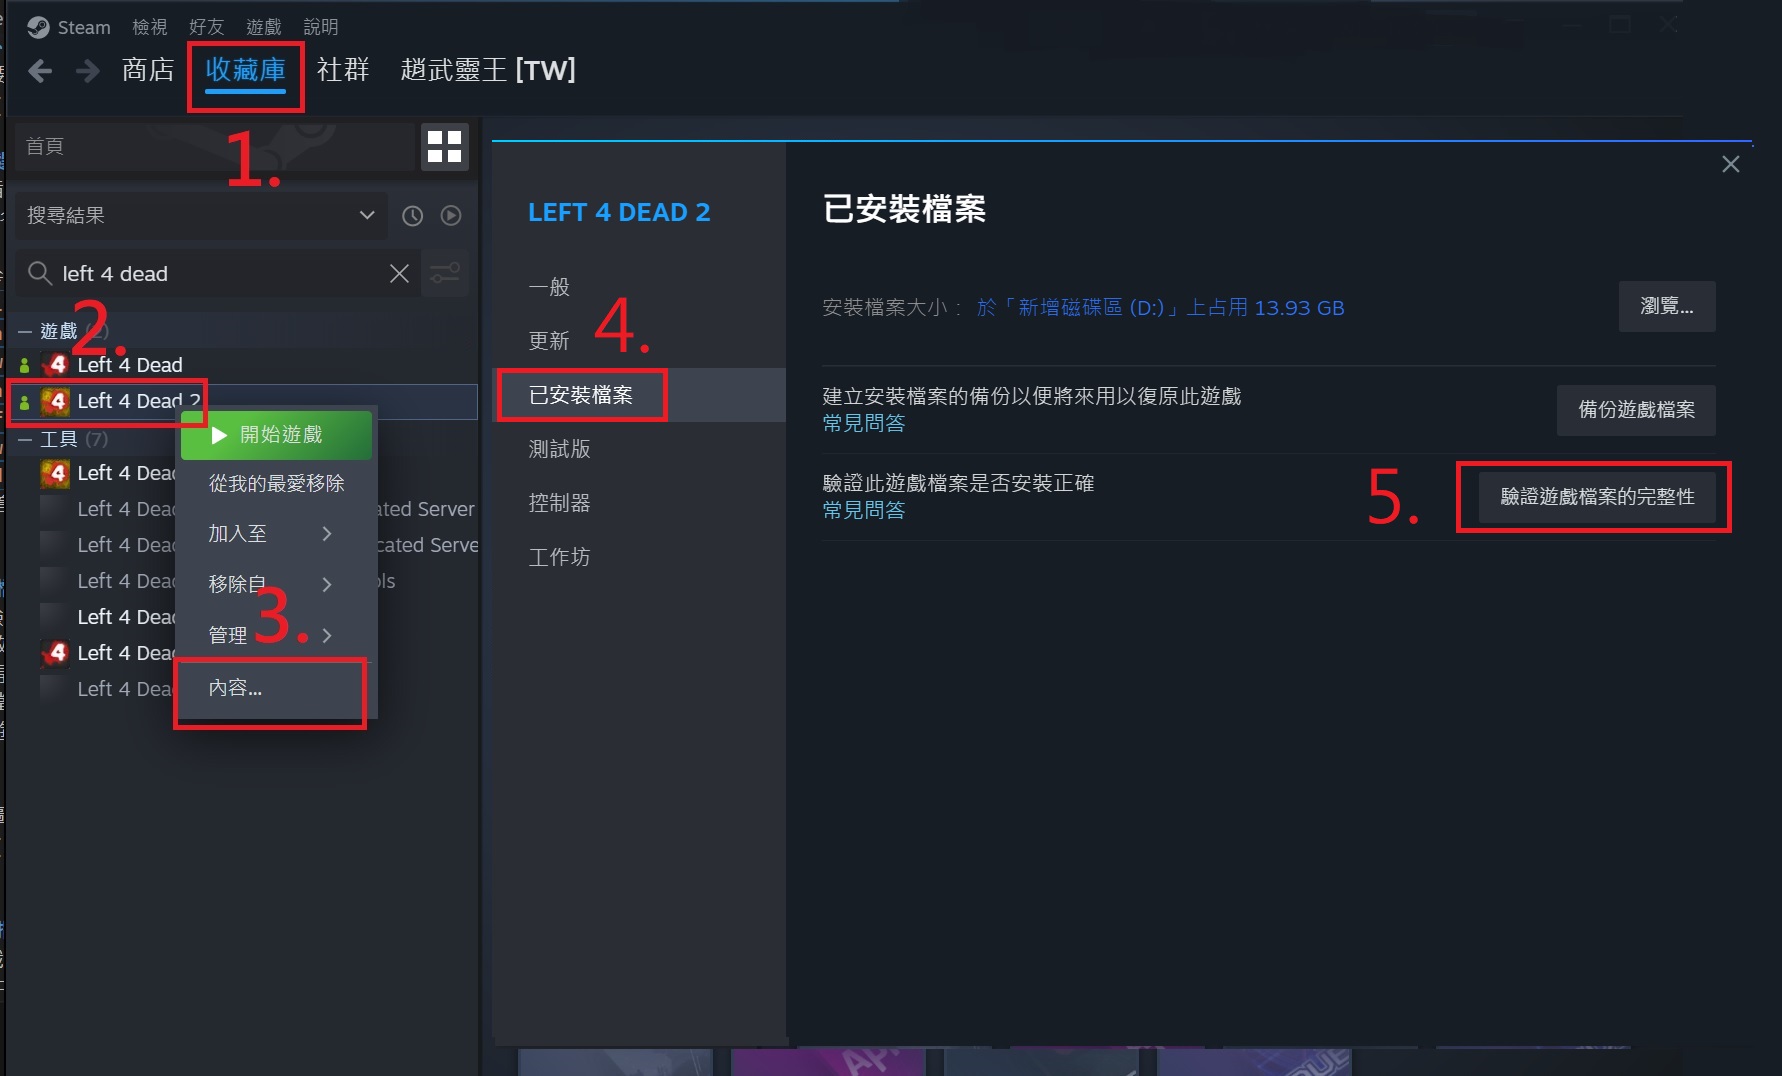 Steam 檢視 好友 遊戲 說明
商店 收藏庫 社群 趙武靈王 [TW]
1.
首頁
搜尋結果
left 4 dead
2.
遊戲
Left 4 Dead
Left 4 Dead 2
工具 (7)
Left 4 Dead
Left 4 Dead
ated Server
Left 4 Dead
cated Serve
Left 4 Dead
ols
Left 4 Dead
Left 4 Dead
Left 4 Dead
開始遊戲
從我的最愛移除
加入至
移除自
管理
3.
內容...
LEFT 4 DEAD 2
一般
更新
4.
已安裝檔案
測試版
控制器
工作坊
已安裝檔案
安裝檔案大小： 於「新增磁碟區 (D:)」上占用 13.93 GB
瀏覽...
建立安裝檔案的備份以便將來用以復原此遊戲
常見問答
備份遊戲檔案
驗證此遊戲檔案是否安裝正確
常見問答
5.
驗證遊戲檔案的完整性